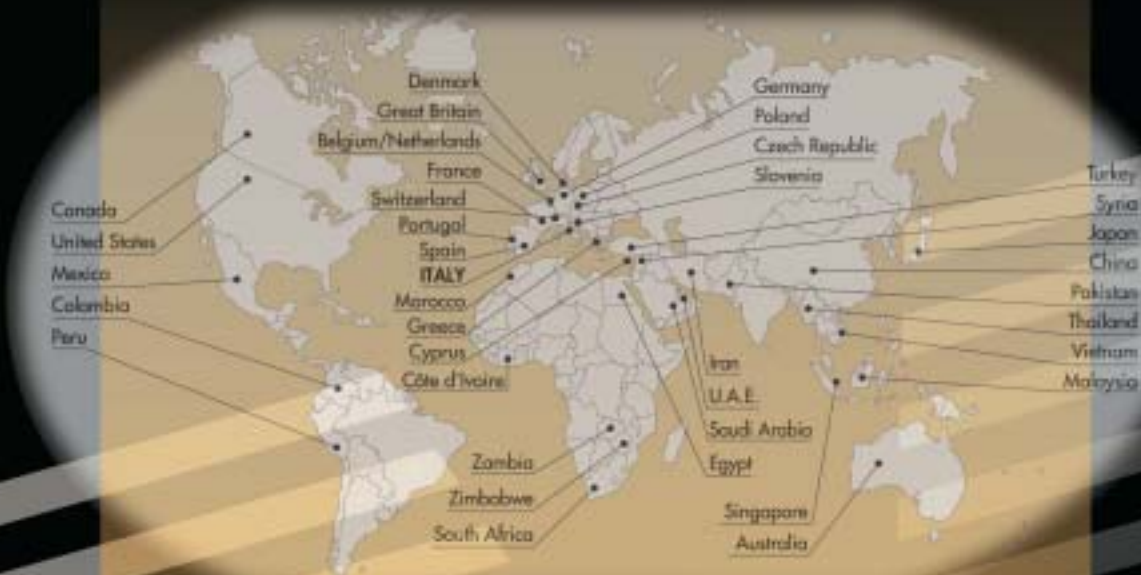 Denmark
Great Britain
Belgium/Netherlands
France
Switzerland
Portugal
Spain
ITALY
Morocco
Greece
Cyprus
Côte d'Ivoire
Germany
Poland
Czech Republic
Slovenia
Canada
United States
Mexico
Colombia
Peru
Turkey
Syria
Japan
China
Pakistan
Thailand
Vietnam
Malaysia
Iran
U.A.E.
Saudi Arabia
Egypt
Zambia
Zimbabwe
South Africa
Singapore
Australia